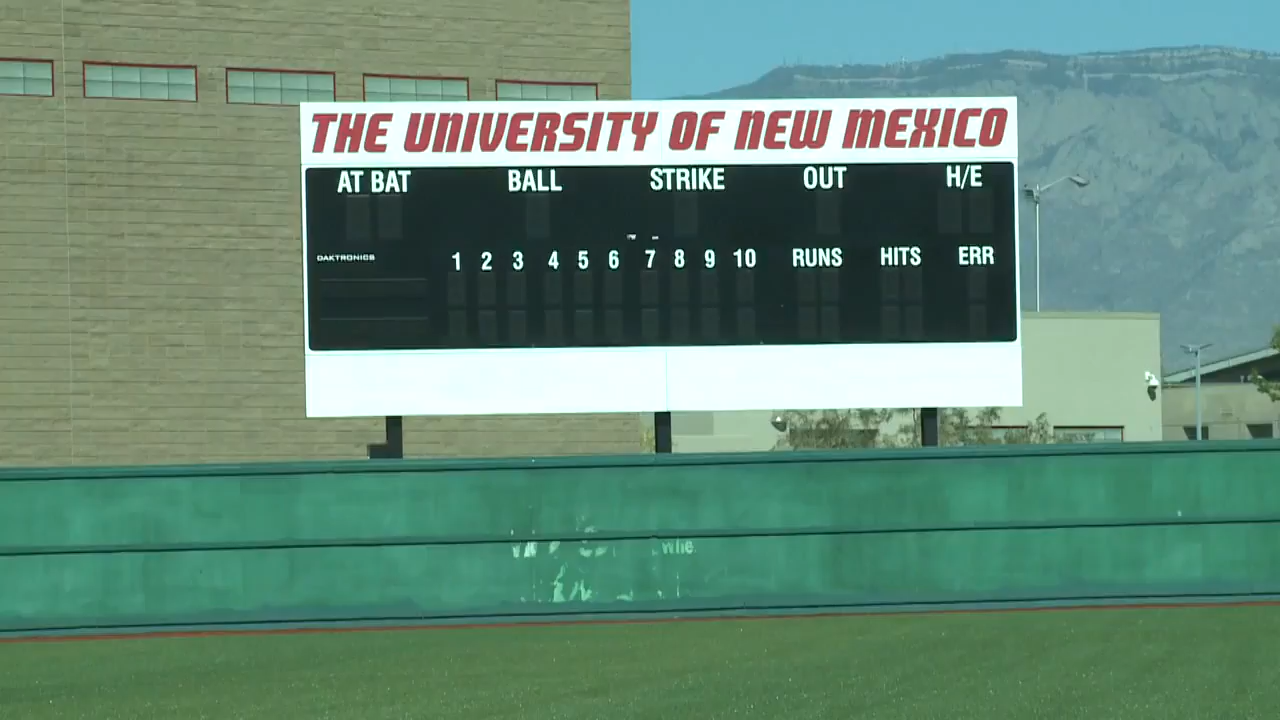 THE UNIVERSITY OF NEW MEXICO
AT BAT BALL STRIKE OUT H/E
DAKTRONICS 1 2 3 4 5 6 7 8 9 10 RUNS HITS ERR